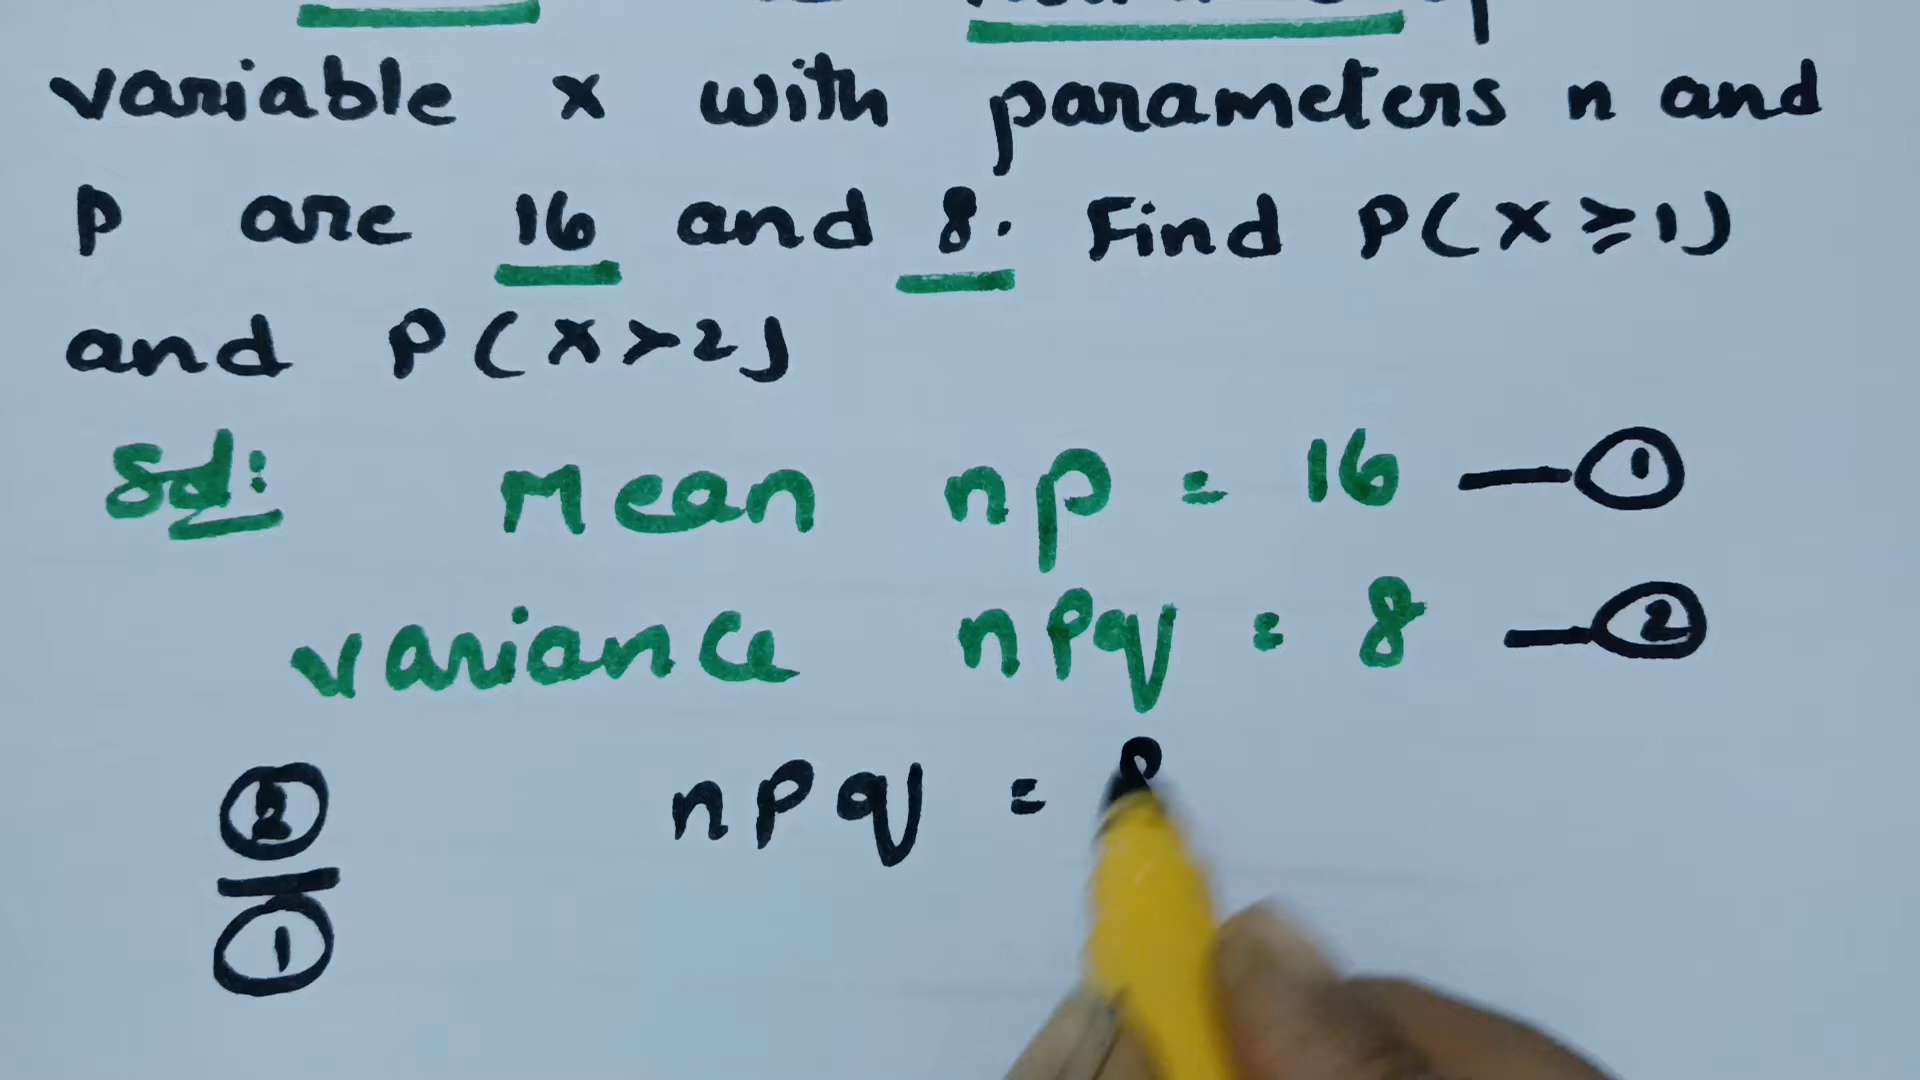 variable x with parameters n and
p are 16 and 8. Find P(X≥1)
and P(X>2)
Sol: Mean np = 16 —①
variance npq = 8 —②
②/① npq = 8